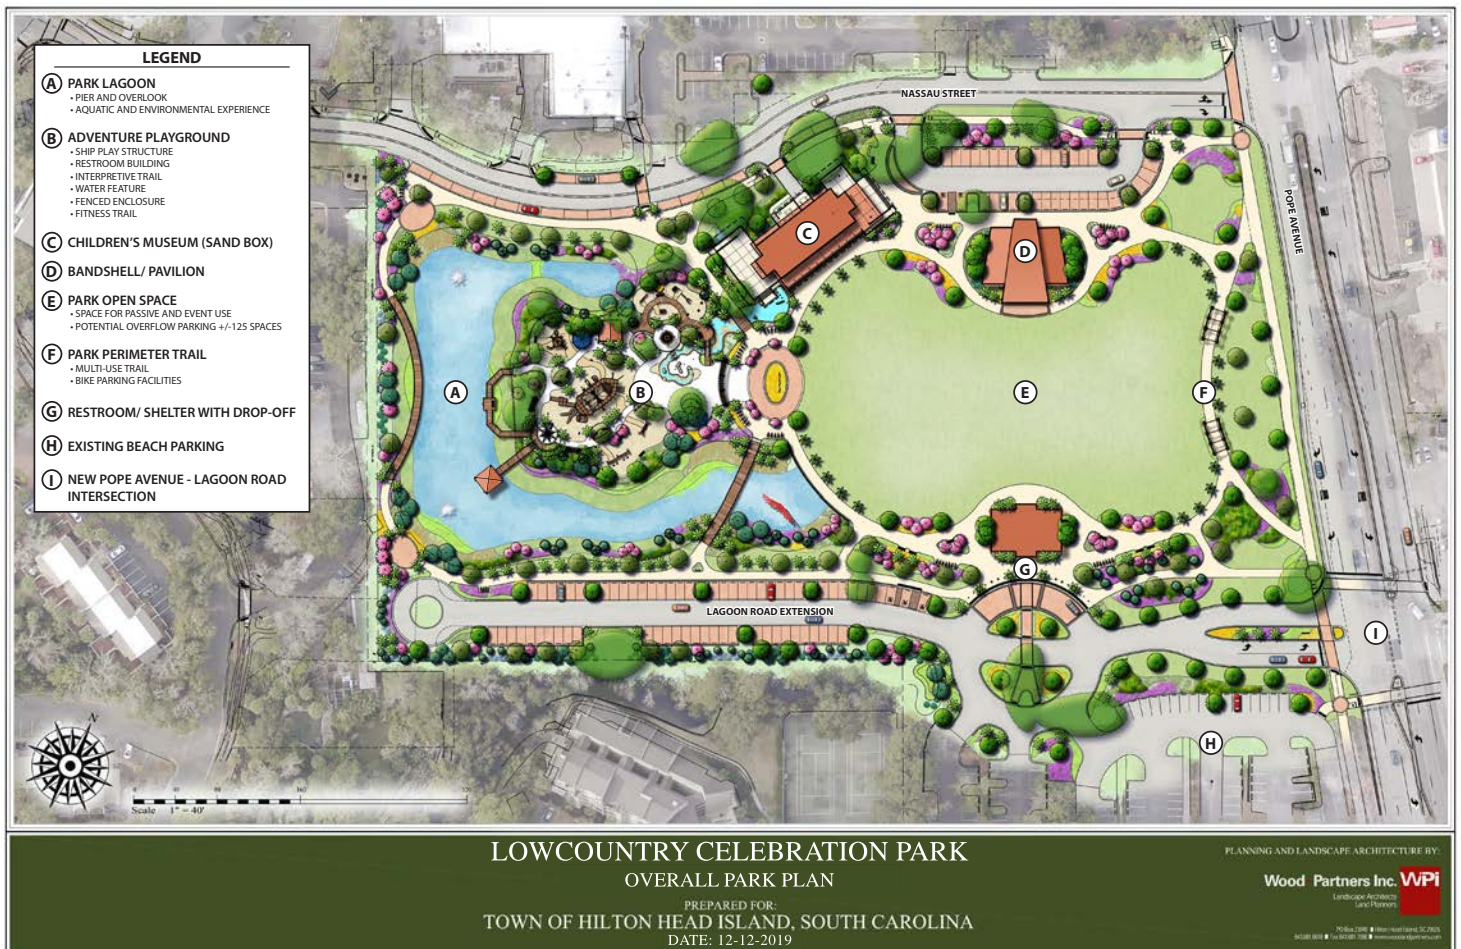 LEGEND
A PARK LAGOON
• PIER AND OVERLOOK
• AQUATIC AND ENVIRONMENTAL EXPERIENCE
B ADVENTURE PLAYGROUND
• SHIP PLAY STRUCTURE
• RESTROOM BUILDING
• INTERPRETIVE TRAIL
• WATER FEATURE
• FENCED ENCLOSURE
• FITNESS TRAIL
C CHILDREN'S MUSEUM (SAND BOX)
D BANDSHELL/ PAVILION
E PARK OPEN SPACE
• SPACE FOR PASSIVE AND EVENT USE
• POTENTIAL OVERFLOW PARKING +/-125 SPACES
F PARK PERIMETER TRAIL
• MULTI-USE TRAIL
• BIKE PARKING FACILITIES
G RESTROOM/ SHELTER WITH DROP-OFF
H EXISTING BEACH PARKING
I NEW POPE AVENUE - LAGOON ROAD
INTERSECTION
NASSAU STREET
POPE AVENUE
C
D
A
B
E
F
G
LAGOON ROAD EXTENSION
I
H
N
Scale 1" = 40'
LOWCOUNTRY CELEBRATION PARK
OVERALL PARK PLAN
PREPARED FOR:
TOWN OF HILTON HEAD ISLAND, SOUTH CAROLINA
DATE: 12-12-2019
PLANNING AND LANDSCAPE ARCHITECTURE BY:
Wood Partners Inc. WPi
Landscape Architects
Land Planners